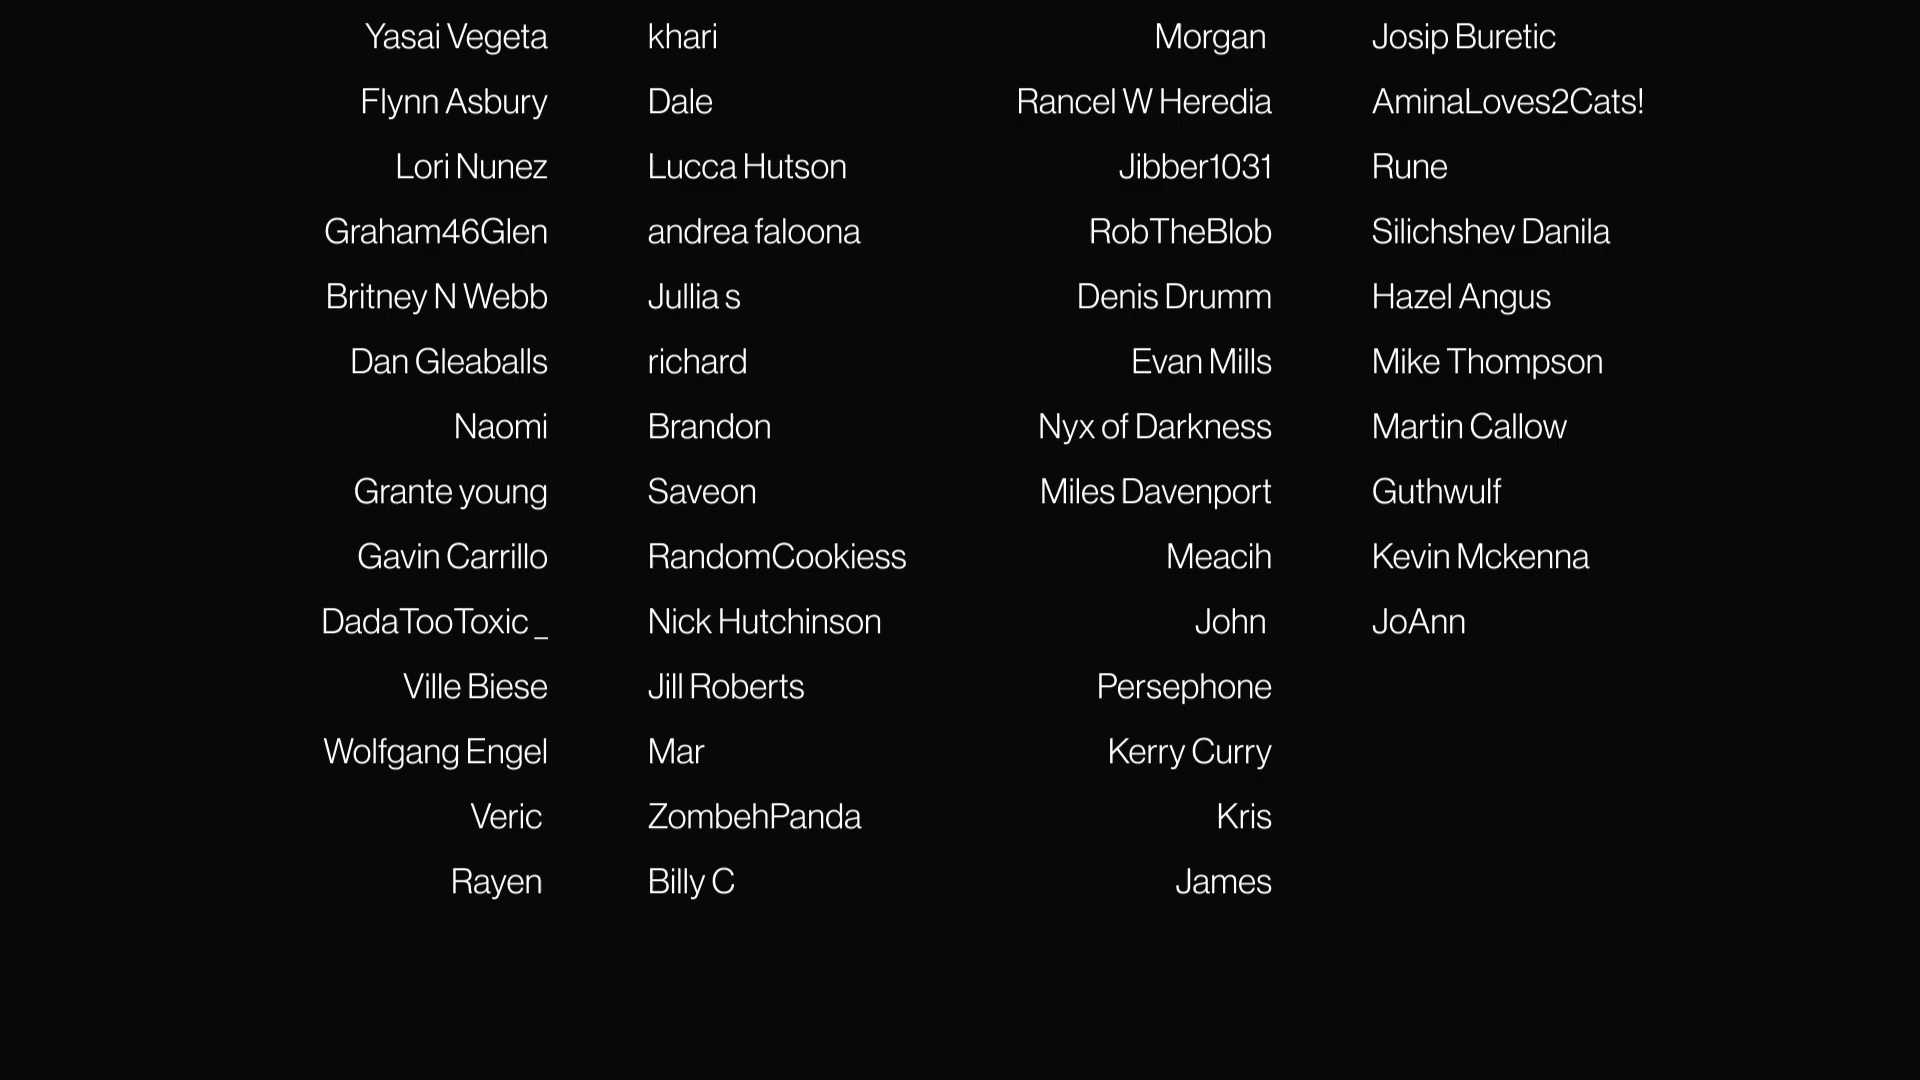 Yasai Vegeta khari Morgan Josip Buretic
Flynn Asbury Dale Rancel W Heredia AminaLoves2Cats!
Lori Nunez Lucca Hutson Jibber1031 Rune
Graham46Glen andrea faloona RobTheBlob Silichshev Danila
Britney N Webb Jullia s Denis Drumm Hazel Angus
Dan Gleaballs richard Evan Mills Mike Thompson
Naomi Brandon Nyx of Darkness Martin Callow
Grante young Saveon Miles Davenport Guthwulf
Gavin Carrillo RandomCookiess Meacih Kevin Mckenna
DadaTooToxic _ Nick Hutchinson John JoAnn
Ville Biese Jill Roberts Persephone
Wolfgang Engel Mar Kerry Curry
Veric ZombehPanda Kris
Rayen Billy C James